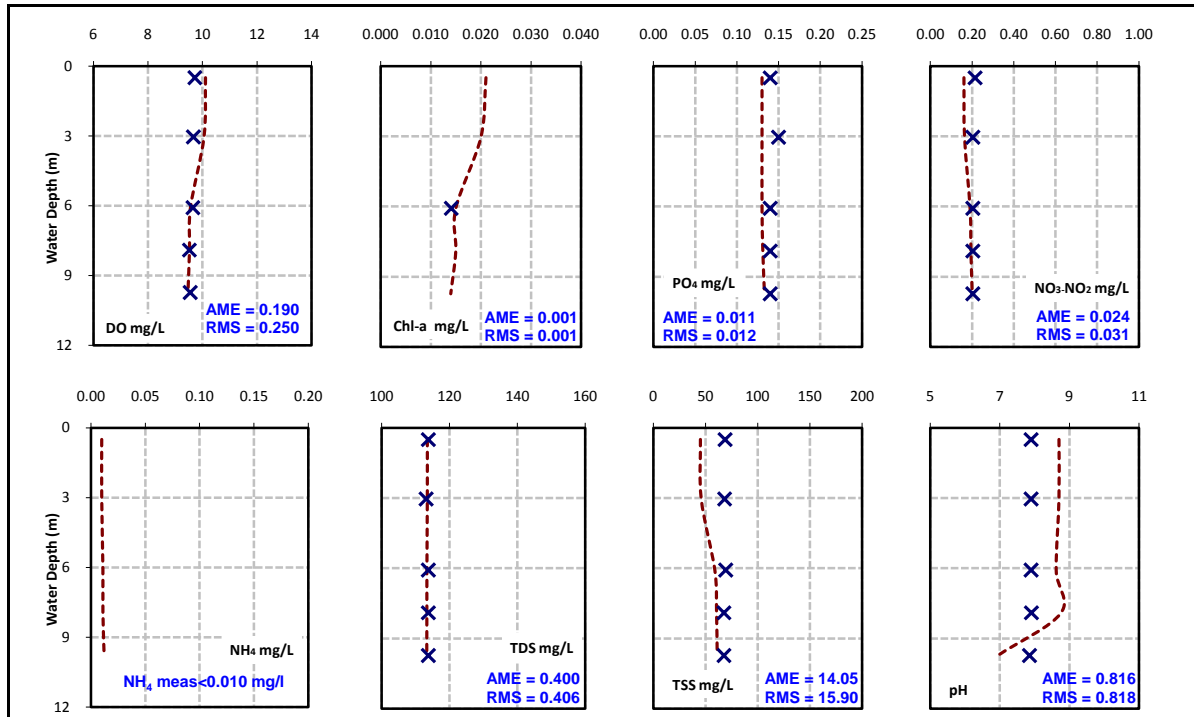 6 8 10 12 14
0.000 0.010 0.020 0.030 0.040
0.00 0.05 0.10 0.15 0.20 0.25
0.00 0.20 0.40 0.60 0.80 1.00
0
3
6
9
12
Water Depth (m)
DO mg/L
AME = 0.190
RMS = 0.250
Chl-a mg/L
AME = 0.001
RMS = 0.001
PO₄ mg/L
AME = 0.011
RMS = 0.012
NO₃-NO₂ mg/L
AME = 0.024
RMS = 0.031
0.00 0.05 0.10 0.15 0.20
100 120 140 160
0 50 100 150 200
5 7 9 11
0
3
6
9
12
Water Depth (m)
NH₄ mg/L
NH₄ meas<0.010 mg/l
TDS mg/L
AME = 0.400
RMS = 0.406
TSS mg/L
AME = 14.05
RMS = 15.90
pH
AME = 0.816
RMS = 0.818